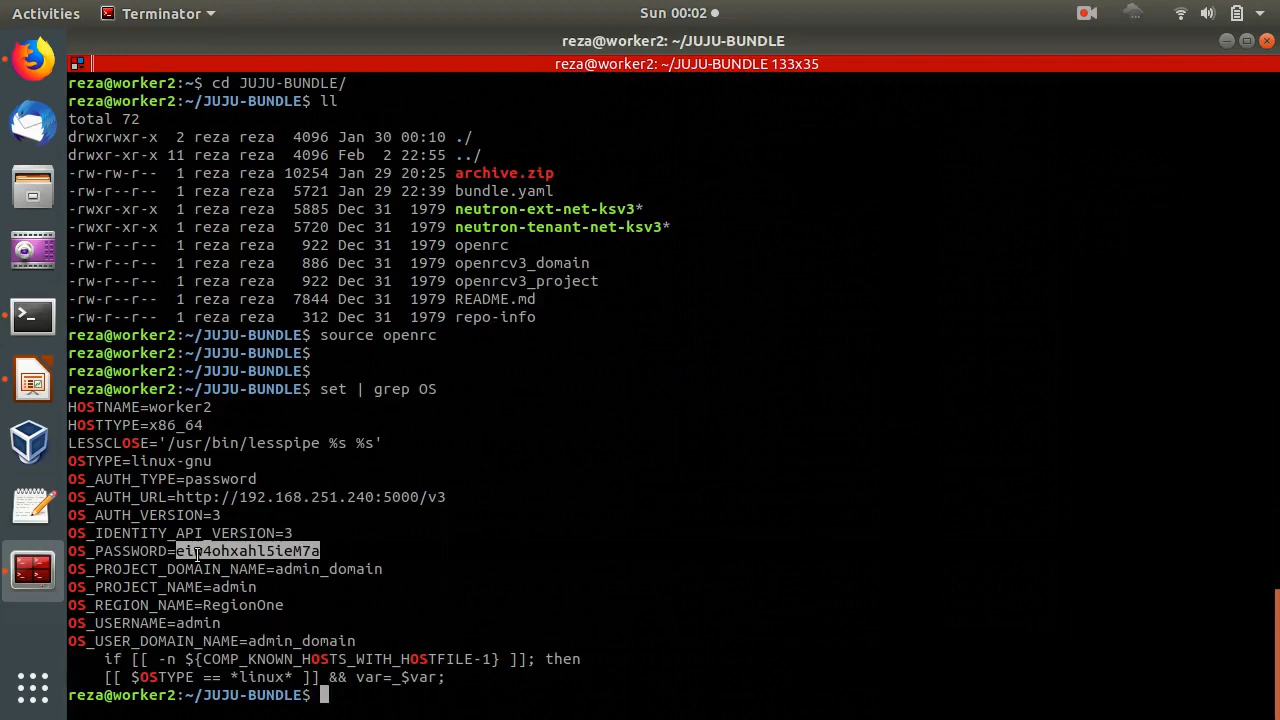 Activities
Terminator
Sun 00:02
reza@worker2: ~/JUJU-BUNDLE
reza@worker2: ~/JUJU-BUNDLE 133x35
reza@worker2:~$ cd JUJU-BUNDLE/
reza@worker2:~/JUJU-BUNDLE$ ll
total 72
drwxrwxr-x  2 reza reza  4096 Jan 30 00:10 ./
drwxr-xr-x 11 reza reza  4096 Feb  2 22:55 ../
-rw-rw-r--  1 reza reza 10254 Jan 29 20:25 archive.zip
-rw-rw-r--  1 reza reza  5721 Jan 29 22:39 bundle.yaml
-rwxr-xr-x  1 reza reza  5885 Dec 31  1979 neutron-ext-net-ksv3*
-rwxr-xr-x  1 reza reza  5720 Dec 31  1979 neutron-tenant-net-ksv3*
-rw-r--r--  1 reza reza   922 Dec 31  1979 openrc
-rw-r--r--  1 reza reza   886 Dec 31  1979 openrcv3_domain
-rw-r--r--  1 reza reza   922 Dec 31  1979 openrcv3_project
-rw-r--r--  1 reza reza  7844 Dec 31  1979 README.md
-rw-r--r--  1 reza reza   312 Dec 31  1979 repo-info
reza@worker2:~/JUJU-BUNDLE$ source openrc
reza@worker2:~/JUJU-BUNDLE$
reza@worker2:~/JUJU-BUNDLE$
reza@worker2:~/JUJU-BUNDLE$ set | grep OS
HOSTNAME=worker2
HOSTTYPE=x86_64
LESSCLOSE='/usr/bin/lesspipe %s %s'
OSTYPE=linux-gnu
OS_AUTH_TYPE=password
OS_AUTH_URL=http://192.168.251.240:5000/v3
OS_AUTH_VERSION=3
OS_IDENTITY_API_VERSION=3
OS_PASSWORD=
OS_PROJECT_DOMAIN_NAME=admin_domain
OS_PROJECT_NAME=admin
OS_REGION_NAME=RegionOne
OS_USERNAME=admin
OS_USER_DOMAIN_NAME=admin_domain
    if [[ -n ${COMP_KNOWN_HOSTS_WITH_HOSTFILE-1} ]]; then
    [[ $OSTYPE == *linux* ]] && var=_$var;
reza@worker2:~/JUJU-BUNDLE$